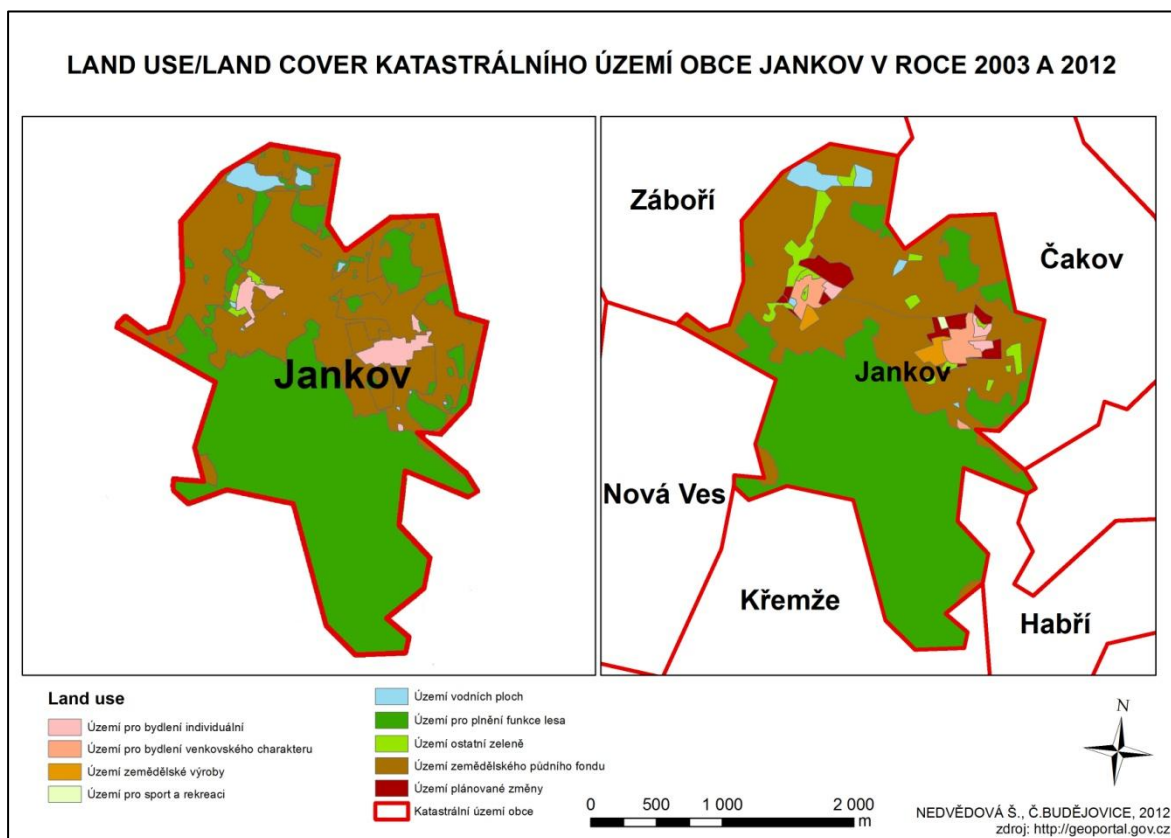 LAND USE/LAND COVER KATASTRÁLNÍHO ÚZEMÍ OBCE JANKOV V ROCE 2003 A 2012
Jankov
Záboří
Čakov
Jankov
Nová Ves
Křemže
Habří
Land use
Území pro bydlení individuální
Území pro bydlení venkovského charakteru
Území zemědělské výroby
Území pro sport a rekreaci
Území vodních ploch
Území pro plnění funkce lesa
Území ostatní zeleně
Území zemědělského půdního fondu
Území plánované změny
Katastrální území obce
0 500 1 000 2 000
m
N
NEDVĚDOVÁ Š., Č.BUDĚJOVICE, 2012
zdroj: http://geoportal.gov.cz